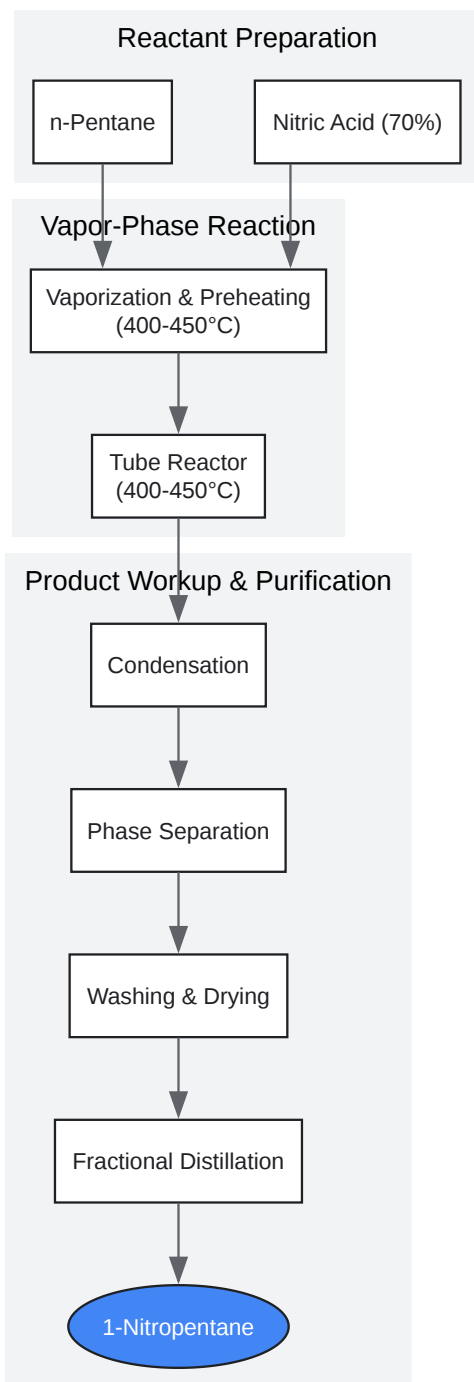 Reactant Preparation
n-Pentane
Nitric Acid (70%)
Vapor-Phase Reaction
Vaporization & Preheating
(400-450°C)
Tube Reactor
(400-450°C)
Product Workup & Purification
Condensation
Phase Separation
Washing & Drying
Fractional Distillation
1-Nitropentane